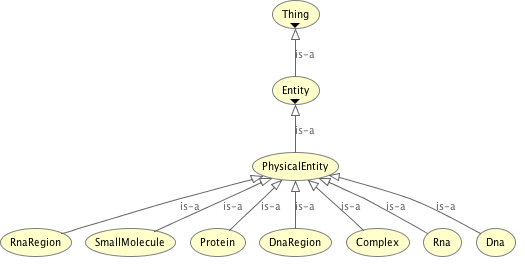 Thing
is-a
Entity
is-a
PhysicalEntity
is-a is-a is-a is-a is-a is-a is-a
RnaRegion SmallMolecule Protein DnaRegion Complex Rna Dna